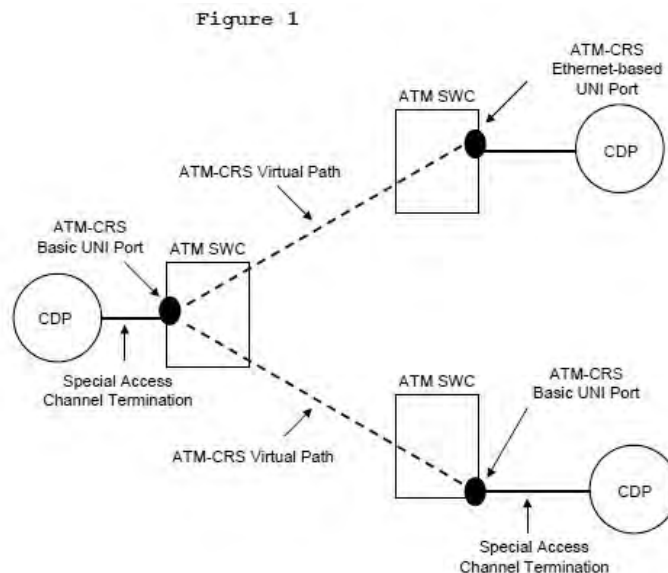 Figure 1
ATM-CRS
Ethernet-based
UNI Port
ATM SWC
CDP
ATM-CRS Virtual Path
ATM-CRS
Basic UNI Port
ATM SWC
CDP
Special Access
Channel Termination
ATM SWC
ATM-CRS
Basic UNI Port
ATM-CRS Virtual Path
CDP
Special Access
Channel Termination